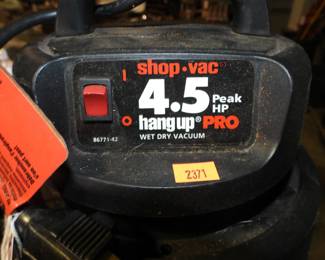 shop·vac
4.5 Peak HP
hang up® PRO
WET DRY VACUUM
86771-42
2371